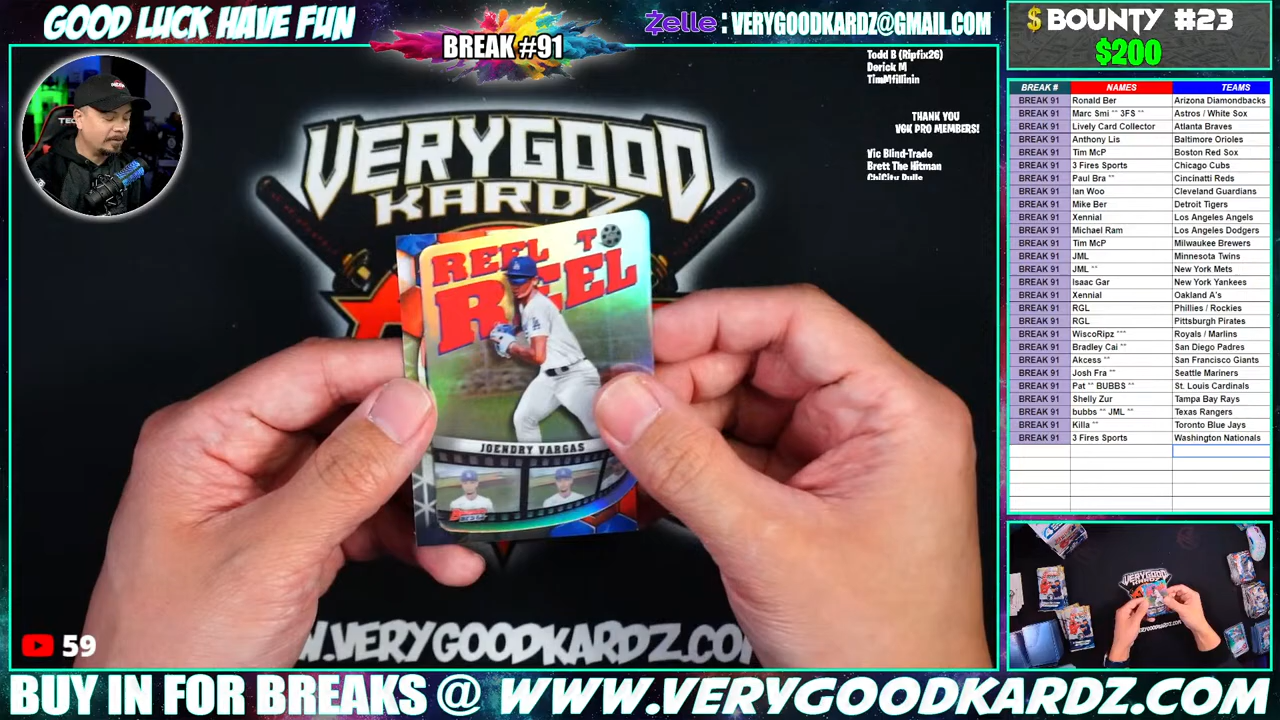 GOOD LUCK HAVE FUN
BREAK #91
Zelle : VERYGOODKARDZ@GMAIL.COM
$ BOUNTY #23
$200
Todd B (Ripfix26)
Derick M
TimMfillinin
THANK YOU
VGK PRO MEMBERS!
Vic Blind-Trade
Brett The Hitman
VERYGOOD
KARDZ
REEL T
REEL
JOENDRY VARGAS
BREAK # NAMES TEAMS
BREAK 91 Ronald Ber Arizona Diamondbacks
BREAK 91 Marc Smi ** 3FS ** Astros / White Sox
BREAK 91 Lively Card Collector Atlanta Braves
BREAK 91 Anthony Lis Baltimore Orioles
BREAK 91 Tim McP Boston Red Sox
BREAK 91 3 Fires Sports Chicago Cubs
BREAK 91 Paul Bra ** Cincinatti Reds
BREAK 91 Ian Woo Cleveland Guardians
BREAK 91 Mike Ber Detroit Tigers
BREAK 91 Xennial Los Angeles Angels
BREAK 91 Michael Ram Los Angeles Dodgers
BREAK 91 Tim McP Milwaukee Brewers
BREAK 91 JML Minnesota Twins
BREAK 91 JML ** New York Mets
BREAK 91 Isaac Gar New York Yankees
BREAK 91 Xennial Oakland A's
BREAK 91 RGL Phillies / Rockies
BREAK 91 RGL Pittsburgh Pirates
BREAK 91 WiscoRipz *** Royals / Marlins
BREAK 91 Bradley Cai ** San Diego Padres
BREAK 91 Akcess ** San Francisco Giants
BREAK 91 Josh Fra ** Seattle Mariners
BREAK 91 Pat ** BUBBS ** St. Louis Cardinals
BREAK 91 Shelly Zur Tampa Bay Rays
BREAK 91 bubbs ** JML ** Texas Rangers
BREAK 91 Killa ** Toronto Blue Jays
BREAK 91 3 Fires Sports Washington Nationals
59
W.VERYGOODKARDZ.CO
BUY IN FOR BREAKS @ WWW.VERYGOODKARDZ.COM